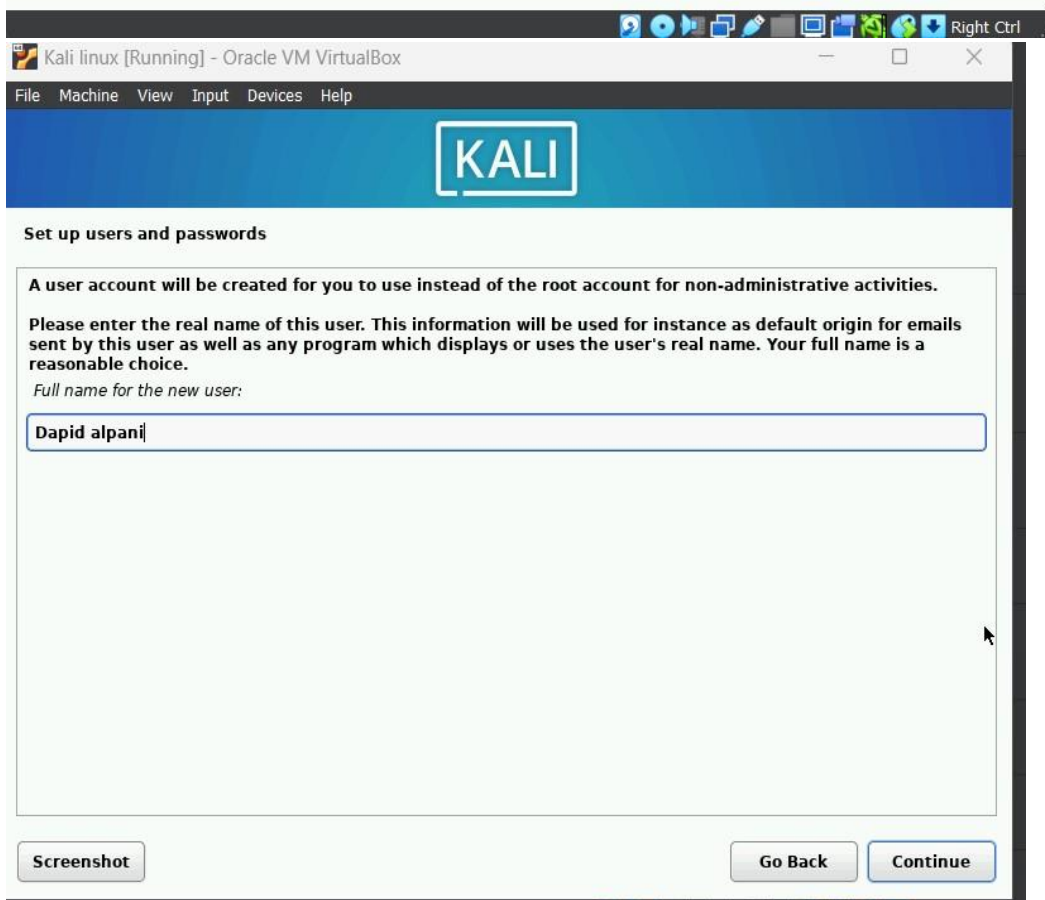 Right Ctrl
Kali linux [Running] - Oracle VM VirtualBox
File Machine View Input Devices Help
KALI
Set up users and passwords
A user account will be created for you to use instead of the root account for non-administrative activities.
Please enter the real name of this user. This information will be used for instance as default origin for emails
sent by this user as well as any program which displays or uses the user's real name. Your full name is a
reasonable choice.
Full name for the new user:
Dapid alpani
Screenshot
Go Back
Continue